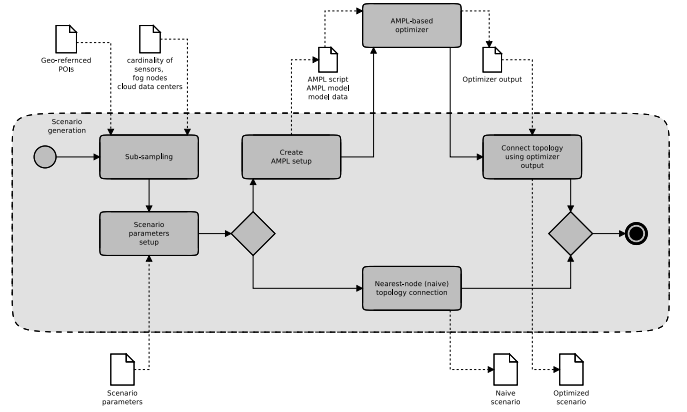 AMPL-based
optimizer
Geo-refernced
POIs
cardinality of
sensors,
fog nodes
cloud data centers
AMPL script
AMPL model
model data
Optimizer output
Scenario
generation
Sub-sampling
Create
AMPL setup
Connect topology
using optimizer
output
Scenario
parameters
setup
Nearest-node (naive)
topology connection
Scenario
parameters
Naive
scenario
Optimized
scenario